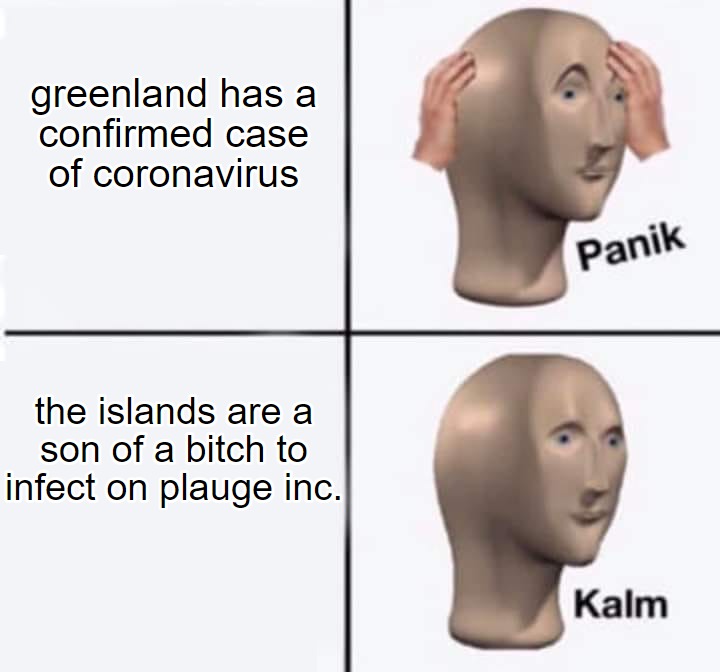 greenland has a
confirmed case
of coronavirus
Panik
the islands are a
son of a bitch to
infect on plauge inc.
Kalm